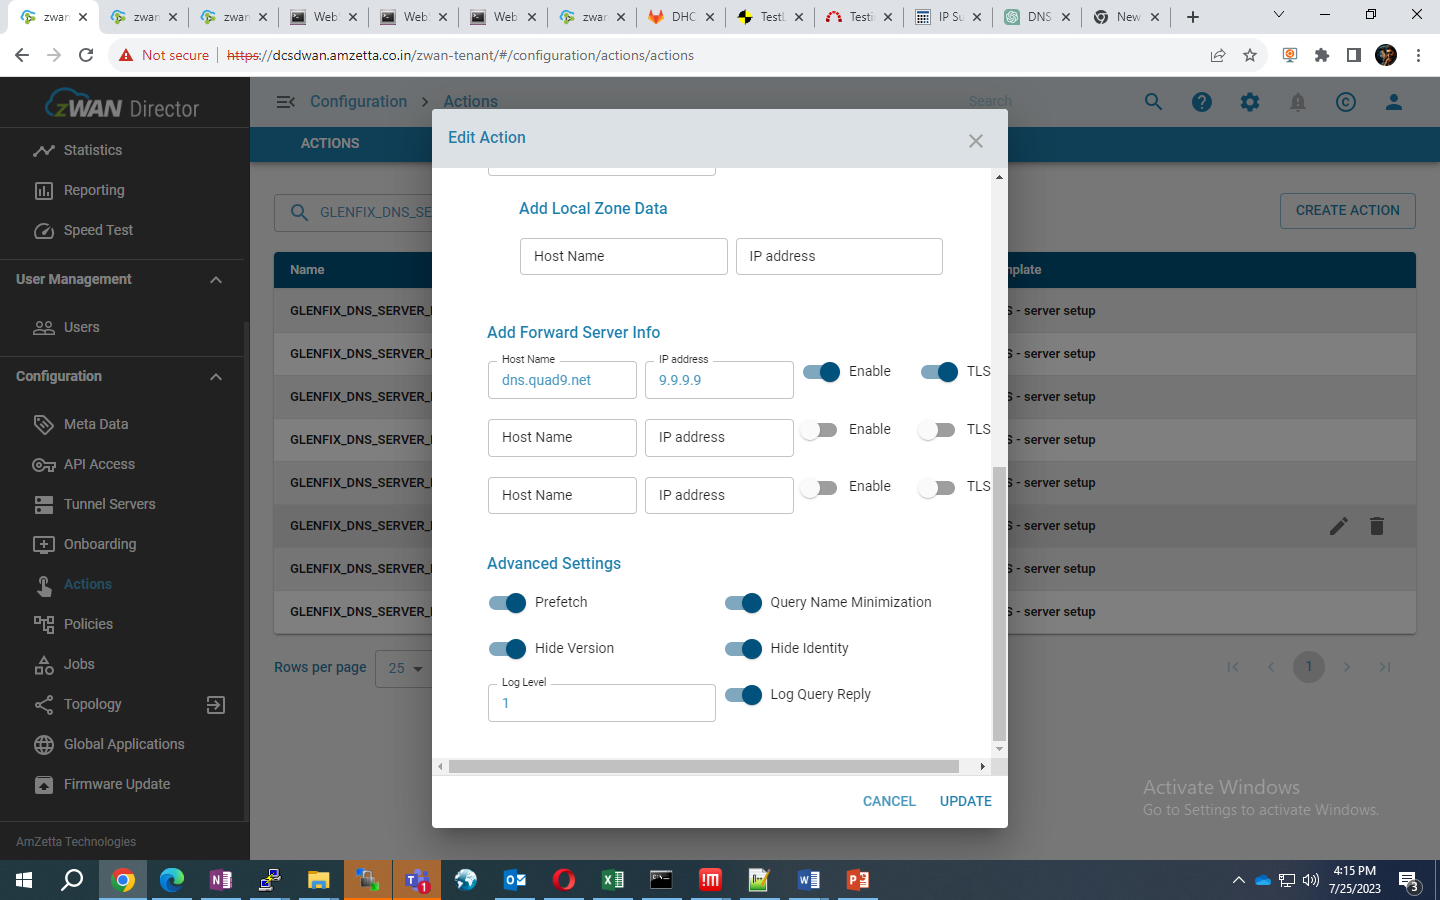 zwan
zwan
zwan
Web
Web
Web
zwan
DHC
Test
Testi
IP Su
DNS
New
Not secure
https://dcsdwan.amzetta.co.in/zwan-tenant/#/configuration/actions/actions
zWAN Director
Configuration > Actions
Search
ACTIONS
Statistics
Reporting
Speed Test
User Management
Users
Configuration
Meta Data
API Access
Tunnel Servers
Onboarding
Actions
Policies
Jobs
Topology
Global Applications
Firmware Update
AmZetta Technologies
GLENFIX_DNS_SE
CREATE ACTION
Name
mplate
GLENFIX_DNS_SERVER_
S - server setup
GLENFIX_DNS_SERVER_
S - server setup
GLENFIX_DNS_SERVER_
S - server setup
GLENFIX_DNS_SERVER_
S - server setup
GLENFIX_DNS_SERVER_
S - server setup
GLENFIX_DNS_SERVER_
S - server setup
GLENFIX_DNS_SERVER_
S - server setup
GLENFIX_DNS_SERVER_
S - server setup
Rows per page
25
1
Edit Action
Add Local Zone Data
Host Name
IP address
Add Forward Server Info
Host Name
IP address
dns.quad9.net
9.9.9.9
Enable
TLS
Host Name
IP address
Enable
TLS
Host Name
IP address
Enable
TLS
Advanced Settings
Prefetch
Query Name Minimization
Hide Version
Hide Identity
Log Level
1
Log Query Reply
CANCEL
UPDATE
Activate Windows
Go to Settings to activate Windows.
4:15 PM
7/25/2023
1
3